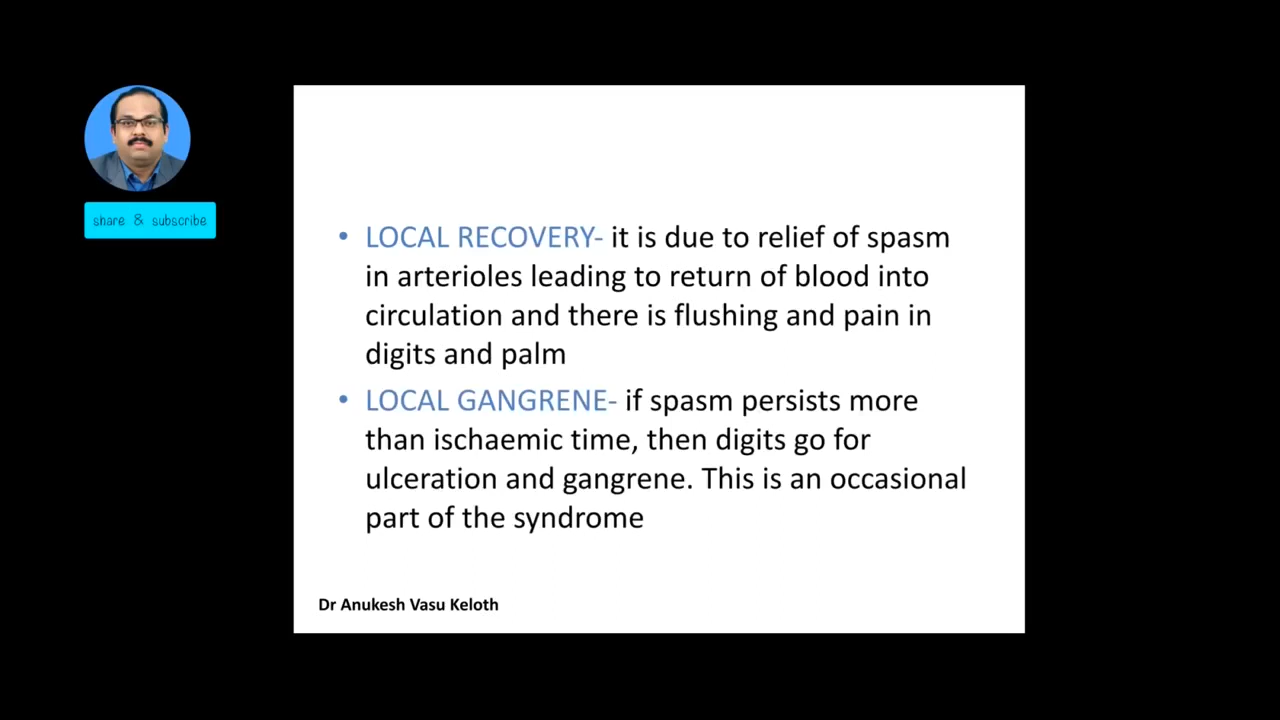 share & subscribe
• LOCAL RECOVERY- it is due to relief of spasm
in arterioles leading to return of blood into
circulation and there is flushing and pain in
digits and palm
• LOCAL GANGRENE- if spasm persists more
than ischaemic time, then digits go for
ulceration and gangrene. This is an occasional
part of the syndrome
Dr Anukesh Vasu Keloth